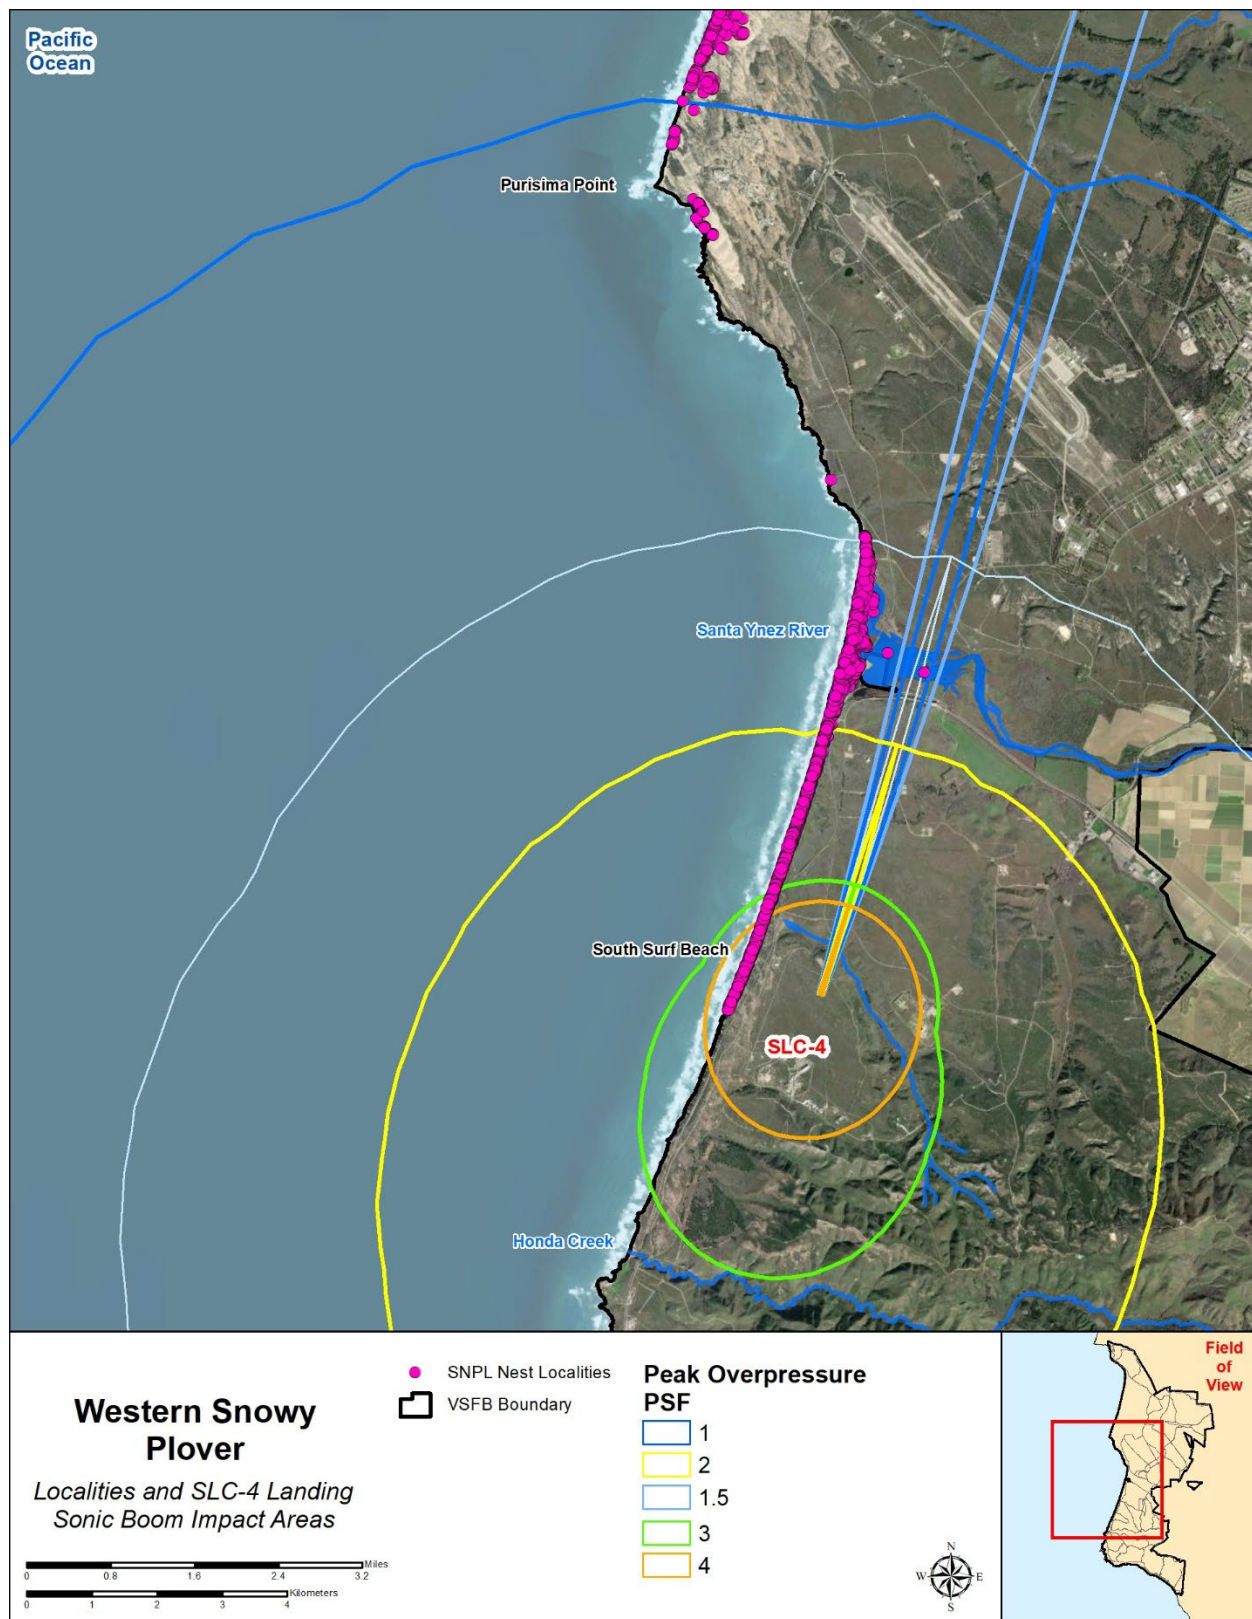 Pacific
Ocean
Purisima Point
Santa Ynez River
South Surf Beach
SLC-4
Honda Creek
Western Snowy
Plover
Localities and SLC-4 Landing
Sonic Boom Impact Areas
0 0.8 1.6 2.4 3.2 Miles
0 1 2 3 4 Kilometers
SNPL Nest Localities
VSFB Boundary
Peak Overpressure
PSF
1
2
1.5
3
4
N
W E
S
Field
of
View